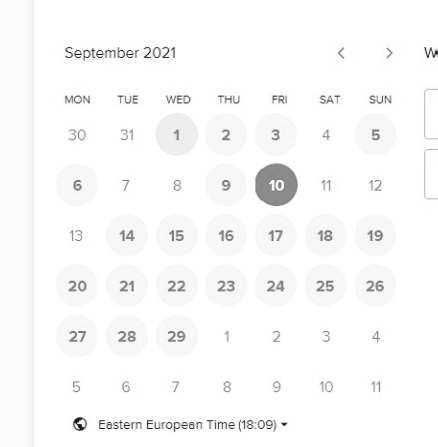 September 2021
MON TUE WED THU FRI SAT SUN
30 31 1 2 3 4 5
6 7 8 9 10 11 12
13 14 15 16 17 18 19
20 21 22 23 24 25 26
27 28 29 1 2 3 4
5 6 7 8 9 10 11
Eastern European Time (18:09)